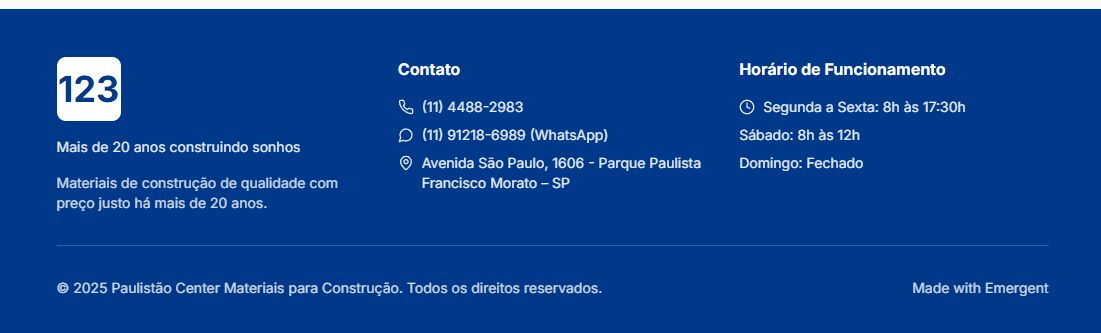 123
Mais de 20 anos construindo sonhos
Materiais de construção de qualidade com
preço justo há mais de 20 anos.
Contato
(11) 4488-2983
(11) 91218-6989 (WhatsApp)
Avenida São Paulo, 1606 - Parque Paulista
Francisco Morato – SP
Horário de Funcionamento
Segunda a Sexta: 8h às 17:30h
Sábado: 8h às 12h
Domingo: Fechado
© 2025 Paulistão Center Materiais para Construção. Todos os direitos reservados.
Made with Emergent